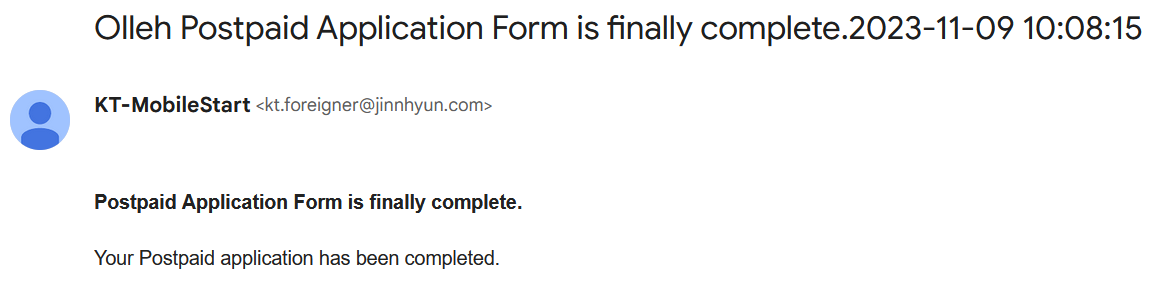 Olleh Postpaid Application Form is finally complete.2023-11-09 10:08:15
KT-MobileStart <kt.foreigner@jinnhyun.com>
Postpaid Application Form is finally complete.
Your Postpaid application has been completed.